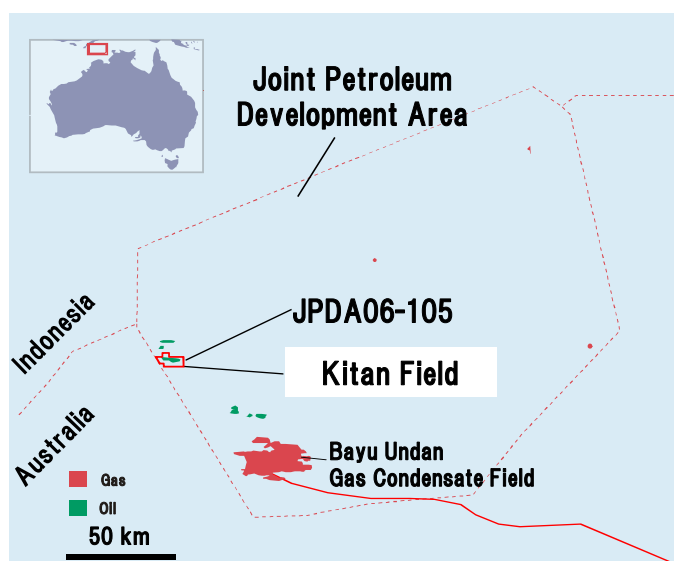 Joint Petroleum
Development Area
Indonesia
JPDA06-105
Kitan Field
Australia
Bayu Undan
Gas Condensate Field
Gas
Oil
50 km